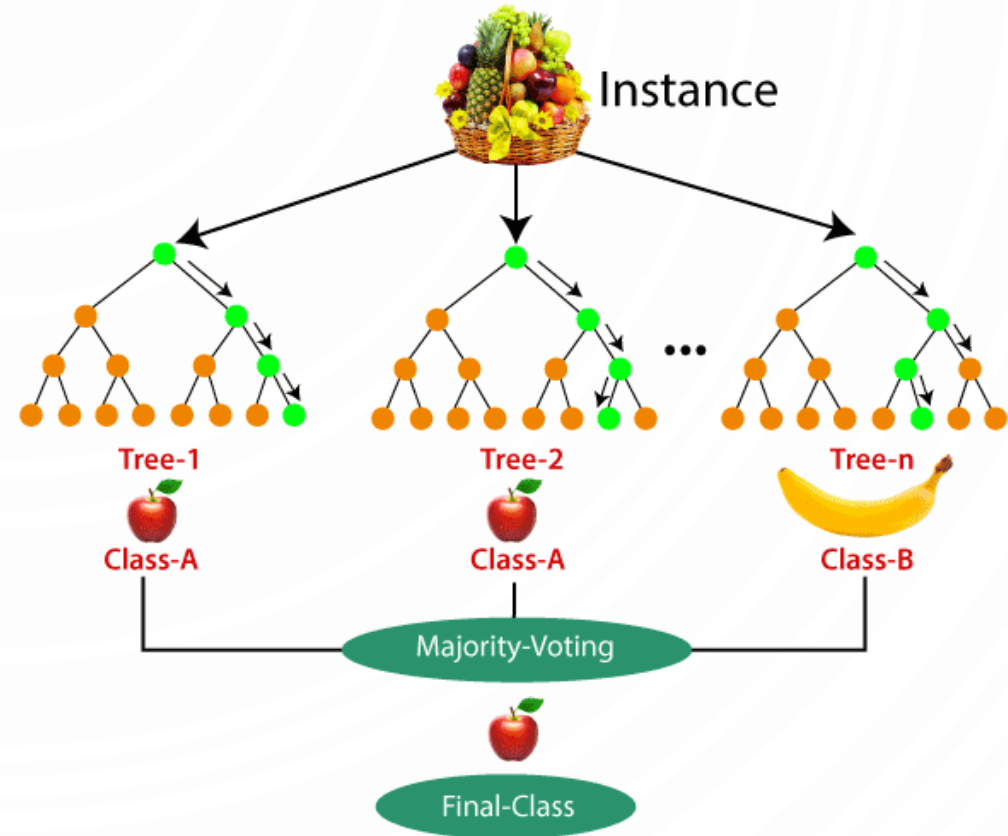 Instance
Tree-1
Tree-2
Tree-n
Class-A
Class-A
Class-B
Majority-Voting
Final-Class